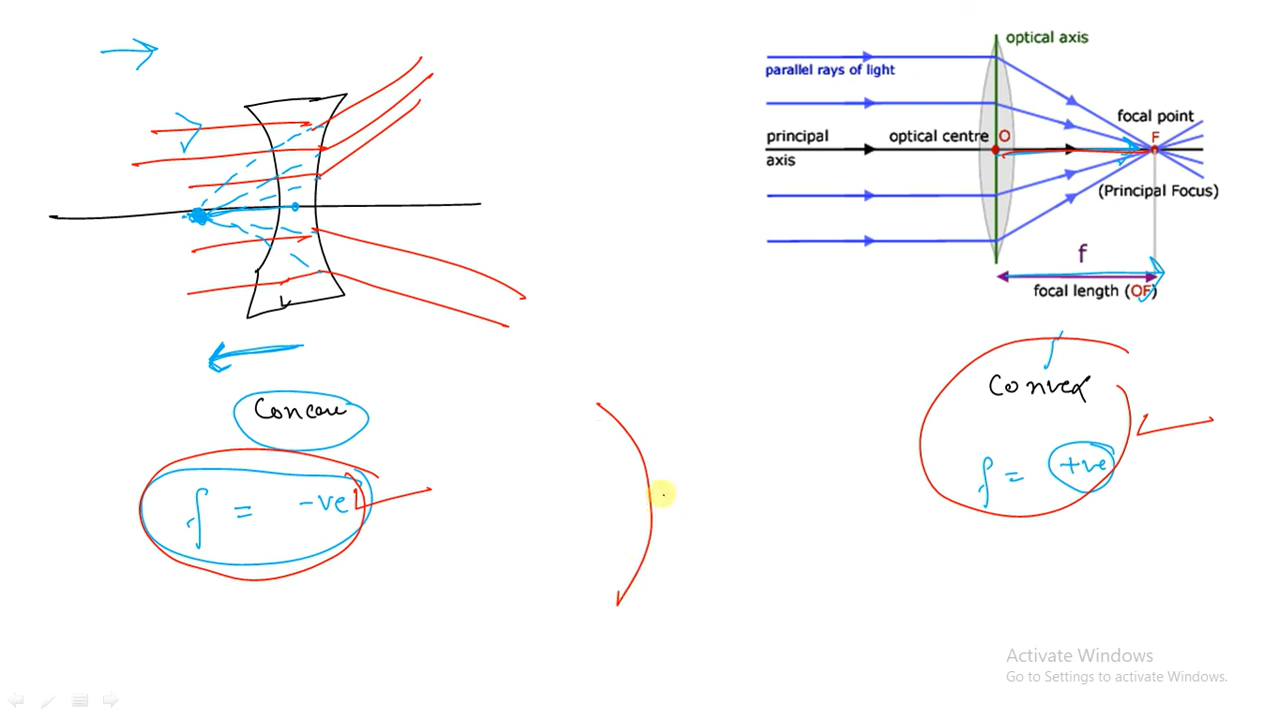 optical axis
parallel rays of light
focal point
principal
axis
optical centre
O
F
(Principal Focus)
f
focal length (OF)
Concave
f = -ve
Convex
f = +ve
Activate Windows
Go to Settings to activate Windows.